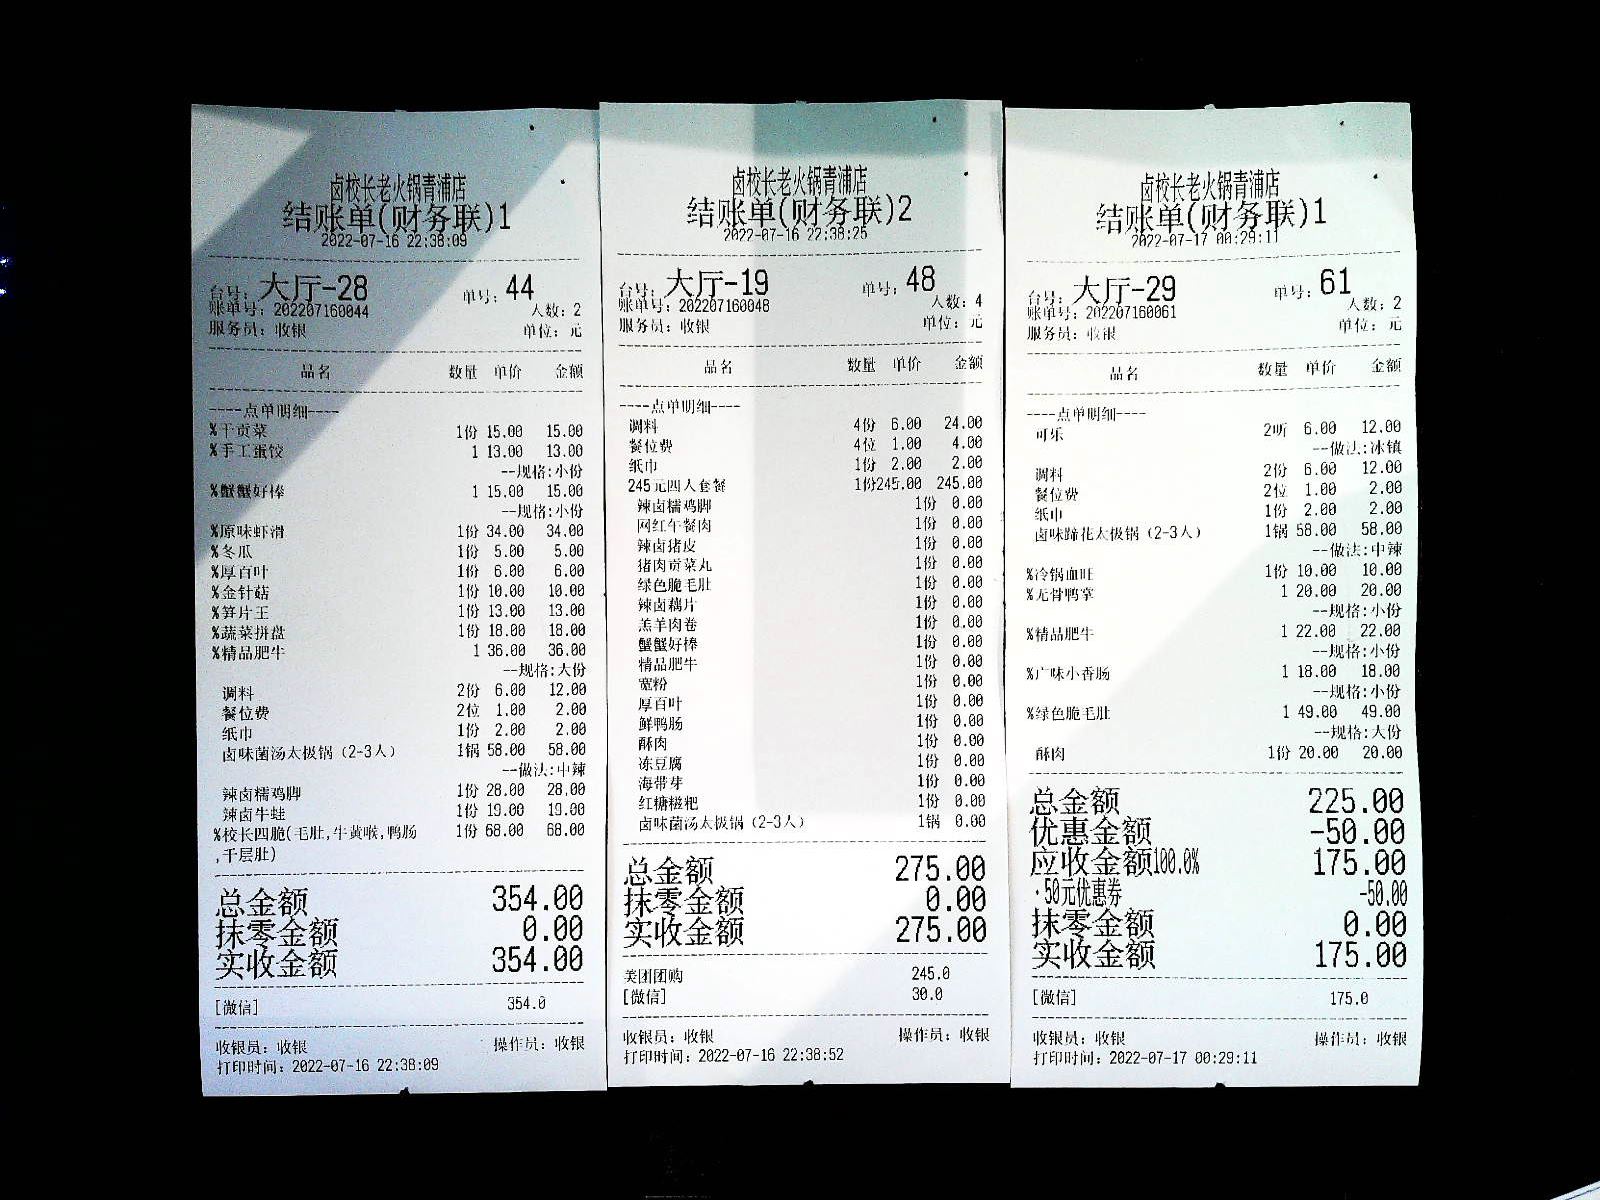 卤校长老火锅青浦店
结账单(财务联)1
2022-07-16 22:38:09
台号: 大厅-28 单号: 44
账单号: 202207160044 人数: 2
服务员: 收银 单位: 元
品名 数量 单价 金额
----点单明细----
%干贡菜 1份 15.00 15.00
%手工蛋饺 1 13.00 13.00
--规格:小份
%蟹蟹好棒 1 15.00 15.00
--规格:小份
%原味虾滑 1份 34.00 34.00
%冬瓜 1份 5.00 5.00
%厚百叶 1份 6.00 6.00
%金针菇 1份 10.00 10.00
%笋片王 1份 13.00 13.00
%蔬菜拼盘 1份 18.00 18.00
%精品肥牛 1 36.00 36.00
--规格:大份
调料 2份 6.00 12.00
餐位费 2位 1.00 2.00
纸巾 1份 2.00 2.00
卤味菌汤太极锅（2-3人） 1锅 58.00 58.00
--做法:中辣
辣卤糯鸡脚 1份 28.00 28.00
辣卤牛蛙 1份 19.00 19.00
%校长四脆(毛肚,牛黄喉,鸭肠 1份 68.00 68.00
,千层肚)
总金额 354.00
抹零金额 0.00
实收金额 354.00
[微信] 354.0
收银员: 收银 操作员: 收银
打印时间: 2022-07-16 22:38:09
卤校长老火锅青浦店
结账单(财务联)2
2022-07-16 22:38:25
台号: 大厅-19 单号: 48
账单号: 202207160048 人数: 4
服务员: 收银 单位: 元
品名 数量 单价 金额
----点单明细----
调料 4份 6.00 24.00
餐位费 4位 1.00 4.00
纸巾 1份 2.00 2.00
245元四人套餐 1份245.00 245.00
辣卤糯鸡脚 1份 0.00
网红午餐肉 1份 0.00
辣卤猪皮 1份 0.00
猪肉贡菜丸 1份 0.00
绿色脆毛肚 1份 0.00
辣卤藕片 1份 0.00
羔羊肉卷 1份 0.00
蟹蟹好棒 1份 0.00
精品肥牛 1份 0.00
宽粉 1份 0.00
厚百叶 1份 0.00
鲜鸭肠 1份 0.00
酥肉 1份 0.00
冻豆腐 1份 0.00
海带芽 1份 0.00
红糖糍粑 1份 0.00
卤味菌汤太极锅（2-3人） 1锅 0.00
总金额 275.00
抹零金额 0.00
实收金额 275.00
美团团购 245.0
[微信] 30.0
收银员: 收银 操作员: 收银
打印时间: 2022-07-16 22:38:52
卤校长老火锅青浦店
结账单(财务联)1
2022-07-17 00:29:11
台号: 大厅-29 单号: 61
账单号: 202207160061 人数: 2
服务员: 收银 单位: 元
品名 数量 单价 金额
----点单明细----
可乐 2听 6.00 12.00
--做法:冰镇
调料 2份 6.00 12.00
餐位费 2位 1.00 2.00
纸巾 1份 2.00 2.00
卤味蹄花太极锅（2-3人） 1锅 58.00 58.00
--做法:中辣
%冷锅血旺 1份 10.00 10.00
%无骨鸭掌 1 20.00 20.00
--规格:小份
%精品肥牛 1 22.00 22.00
--规格:小份
%广味小香肠 1 18.00 18.00
--规格:小份
%绿色脆毛肚 1 49.00 49.00
--规格:大份
酥肉 1份 20.00 20.00
总金额 225.00
优惠金额 -50.00
应收金额100.0% 175.00
·50元优惠券 -50.00
抹零金额 0.00
实收金额 175.00
[微信] 175.0
收银员: 收银 操作员: 收银
打印时间: 2022-07-17 00:29:11